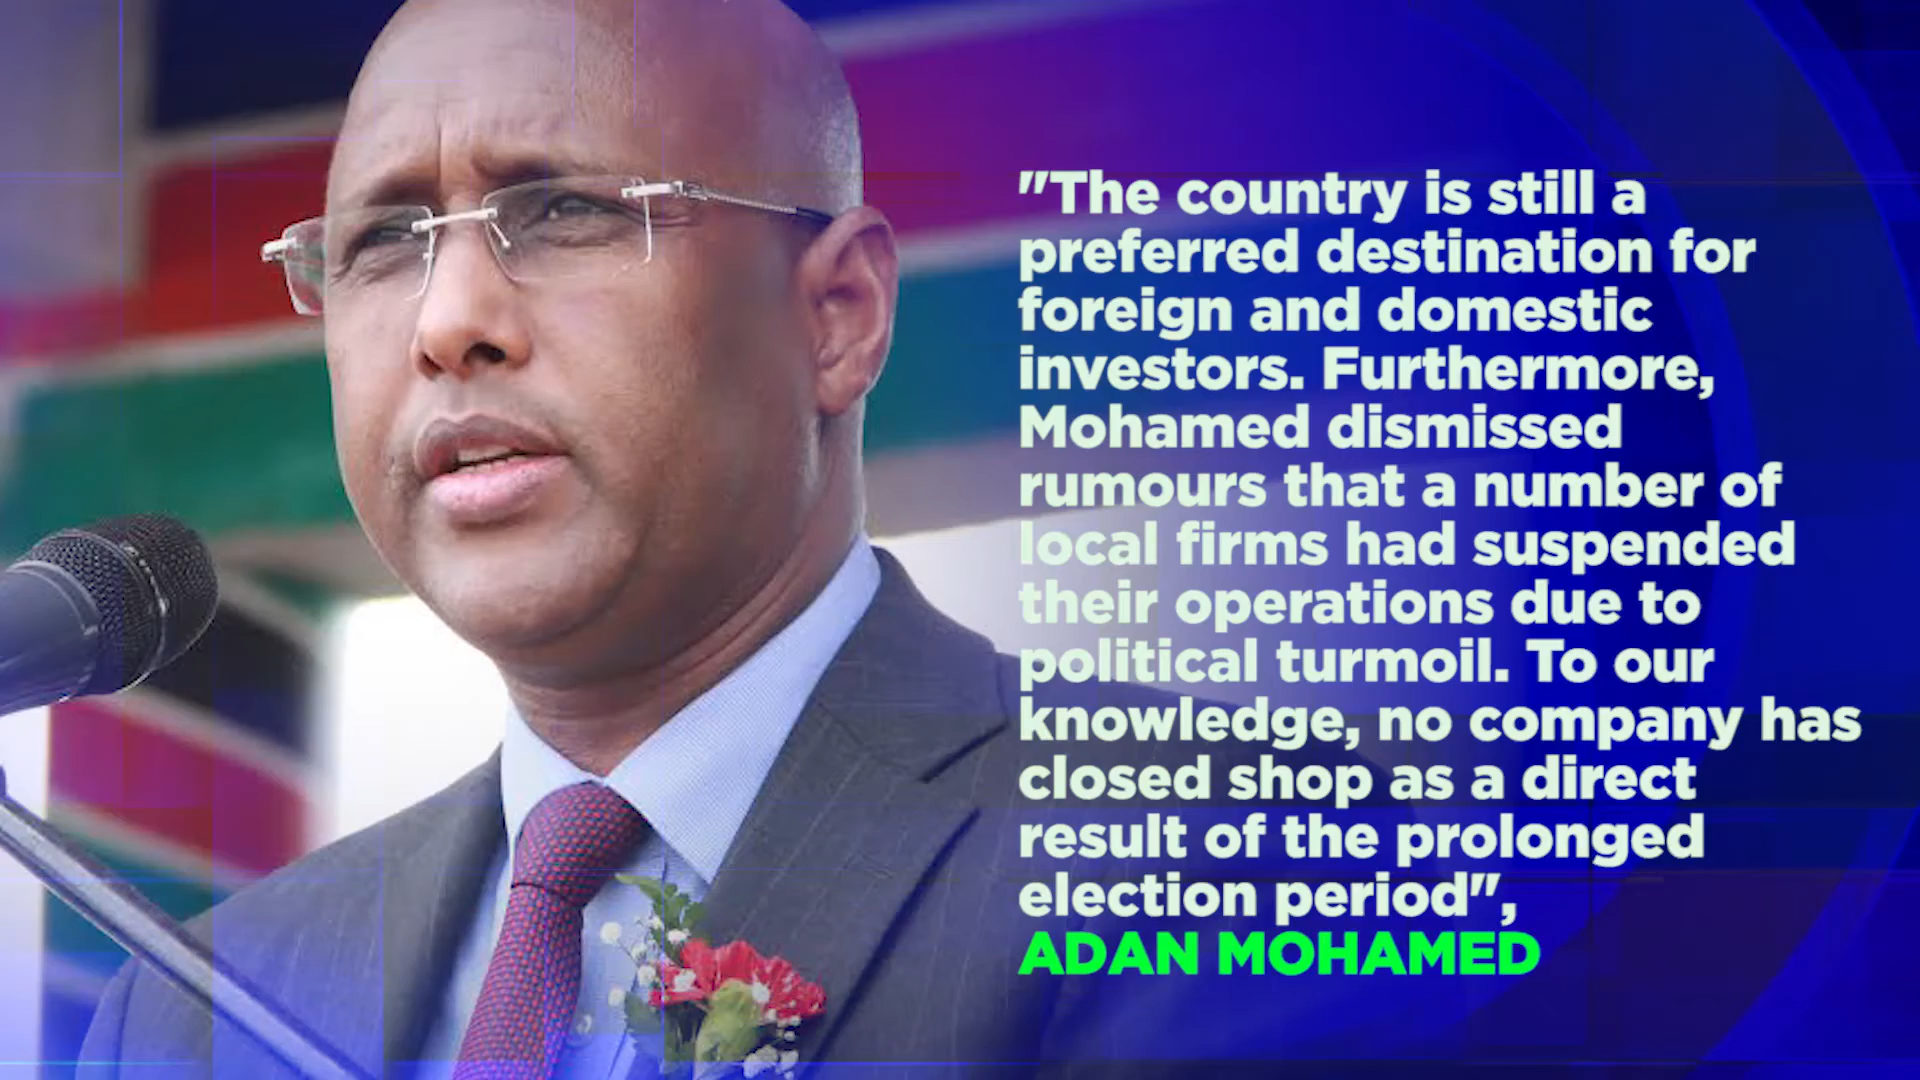 "The country is still a
preferred destination for
foreign and domestic
investors. Furthermore,
Mohamed dismissed
rumours that a number of
local firms had suspended
their operations due to
political turmoil. To our
knowledge, no company has
closed shop as a direct
result of the prolonged
election period",
ADAN MOHAMED